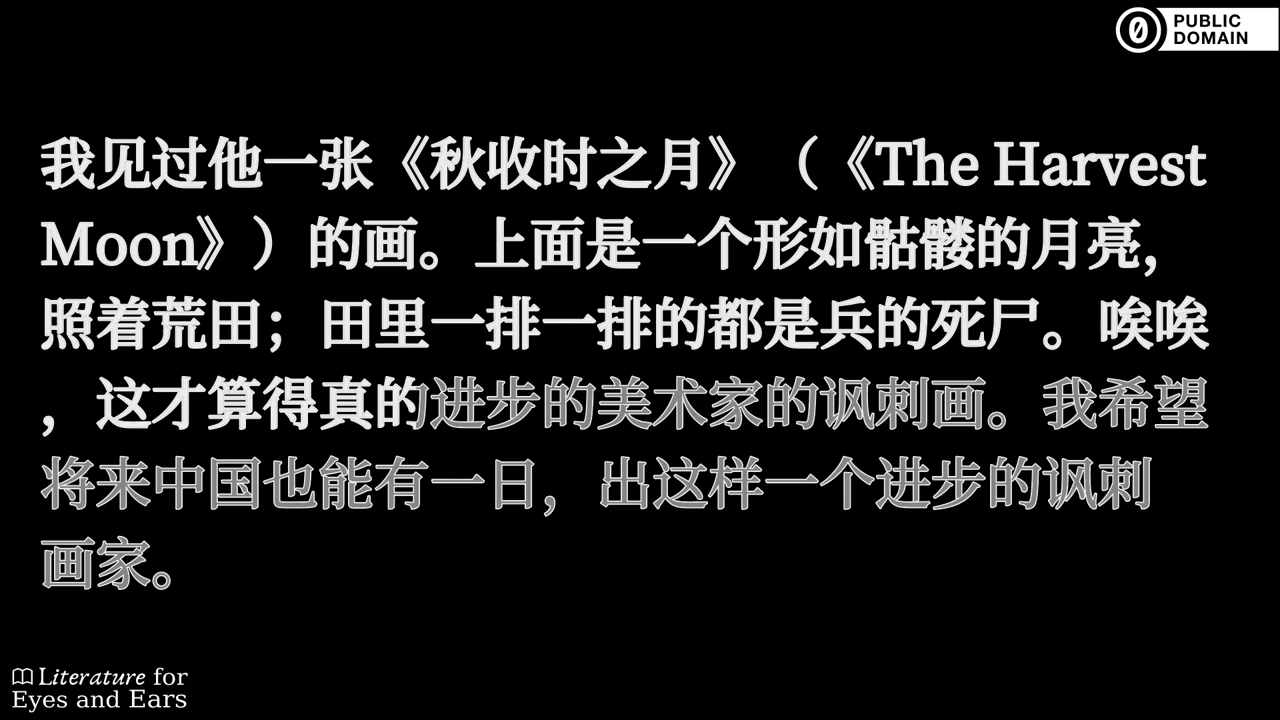 PUBLIC
DOMAIN
我见过他一张《秋收时之月》（《The Harvest
Moon》）的画。上面是一个形如骷髅的月亮，
照着荒田；田里一排一排的都是兵的死尸。唉唉
，这才算得真的进步的美术家的讽刺画。我希望
将来中国也能有一日，出这样一个进步的讽刺
画家。
Literature for
Eyes and Ears